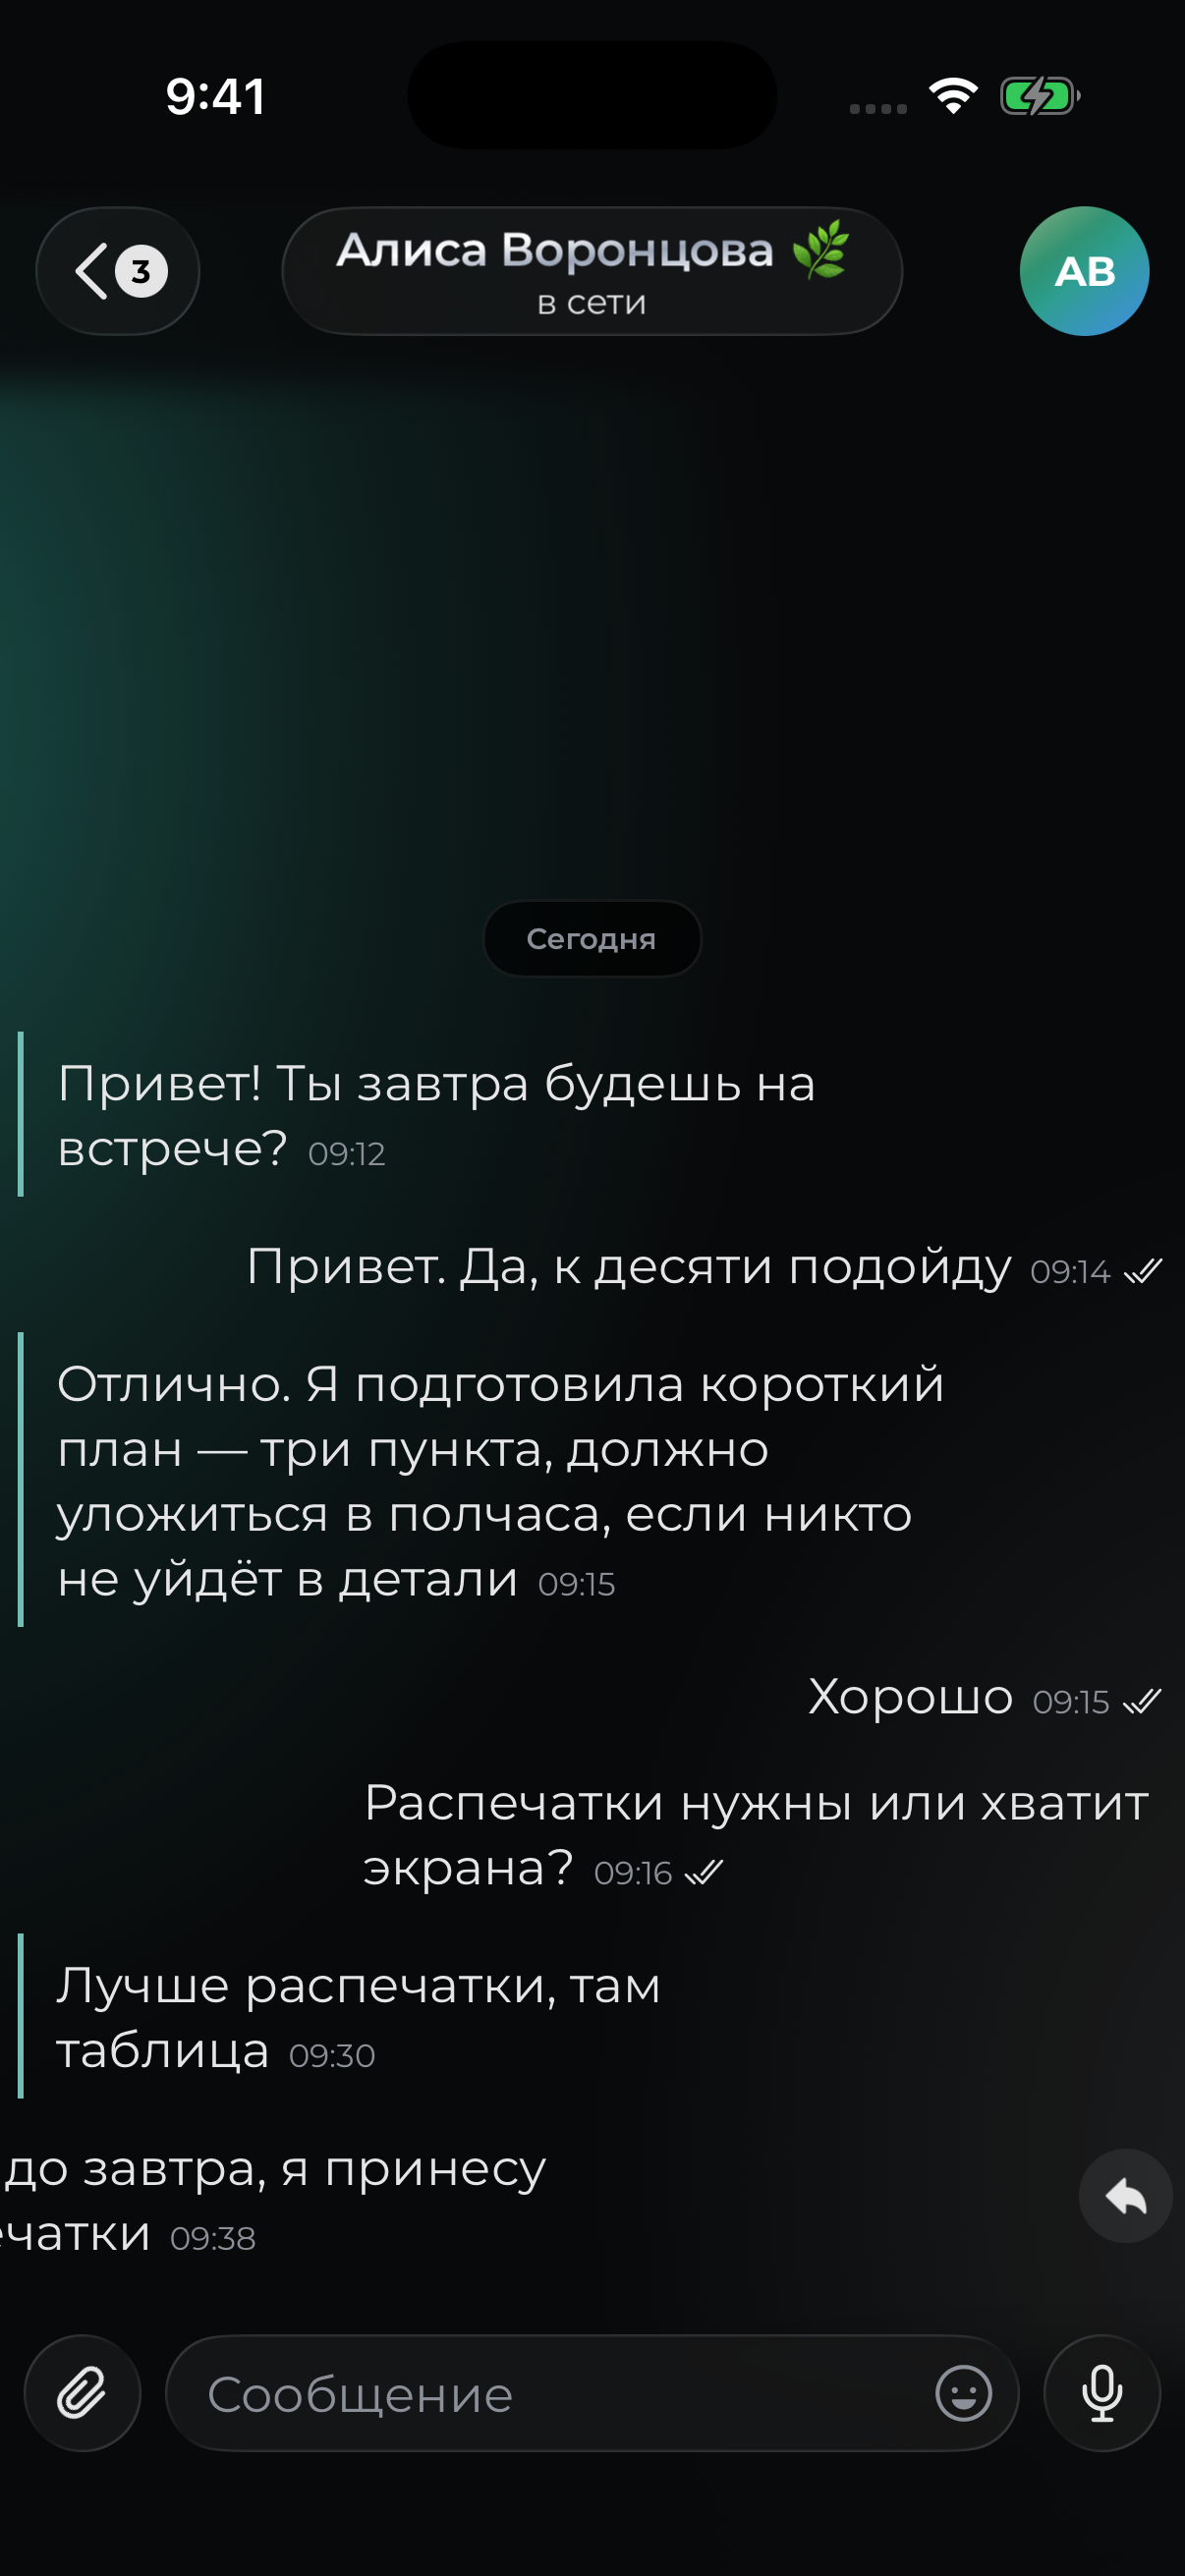 9:41
3
Алиса Воронцова 🌿
в сети
АВ
Сегодня
Привет! Ты завтра будешь на
встрече? 09:12
Привет. Да, к десяти подойду 09:14
Отлично. Я подготовила короткий
план — три пункта, должно
уложиться в полчаса, если никто
не уйдёт в детали 09:15
Хорошо 09:15
Распечатки нужны или хватит
экрана? 09:16
Лучше распечатки, там
таблица 09:30
до завтра, я принесу
09:38
Сообщение